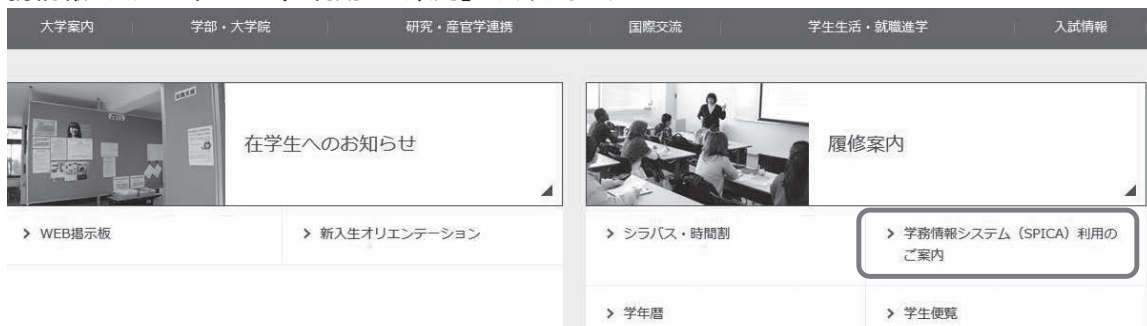 大学案内 学部・大学院 研究・産官学連携 国際交流 学生生活・就職進学 入試情報
在学生へのお知らせ
履修案内
WEB掲示板
新入生オリエンテーション
シラバス・時間割
学務情報システム（SPICA）利用の
ご案内
学年暦
学生便覧